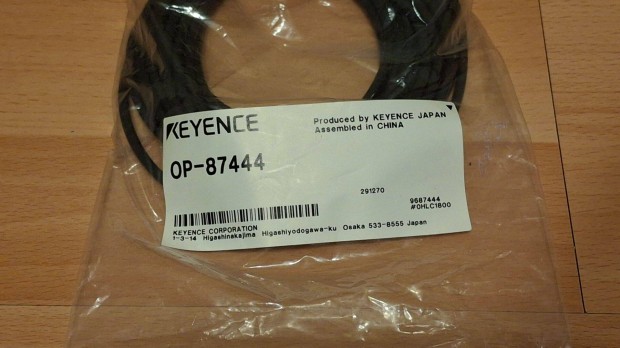 KEYENCE
Produced by KEYENCE JAPAN
Assembled in CHINA
OP-87444
291270
9687444
#OHLC1800
KEYENCE CORPORATION
1-3-14 Higashinakajima Higashiyodogawa-ku Osaka 533-8555 Japan